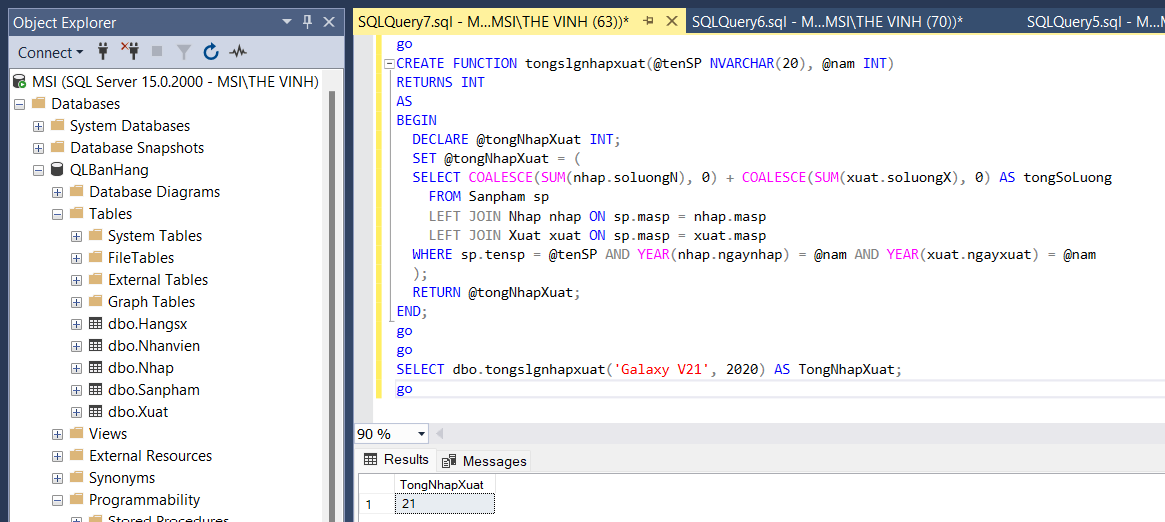 Object Explorer
Connect
MSI (SQL Server 15.0.2000 - MSI\THE VINH)
Databases
System Databases
Database Snapshots
QLBanHang
Database Diagrams
Tables
System Tables
FileTables
External Tables
Graph Tables
dbo.Hangsx
dbo.Nhanvien
dbo.Nhap
dbo.Sanpham
dbo.Xuat
Views
External Resources
Synonyms
Programmability
Stored Procedures
SQLQuery7.sql - M...MSI\THE VINH (63))*
SQLQuery6.sql - M...MSI\THE VINH (70))*
SQLQuery5.sql - M...MSI
go
CREATE FUNCTION tongslgnhapxuat(@tenSP NVARCHAR(20), @nam INT)
RETURNS INT
AS
BEGIN
DECLARE @tongNhapXuat INT;
SET @tongNhapXuat = (
SELECT COALESCE(SUM(nhap.soluongN), 0) + COALESCE(SUM(xuat.soluongX), 0) AS tongSoLuong
FROM Sanpham sp
LEFT JOIN Nhap nhap ON sp.masp = nhap.masp
LEFT JOIN Xuat xuat ON sp.masp = xuat.masp
WHERE sp.tensp = @tenSP AND YEAR(nhap.ngaynhap) = @nam AND YEAR(xuat.ngayxuat) = @nam
);
RETURN @tongNhapXuat;
END;
go
go
SELECT dbo.tongslgnhapxuat('Galaxy V21', 2020) AS TongNhapXuat;
go
90 %
Results
Messages
TongNhapXuat
1
21